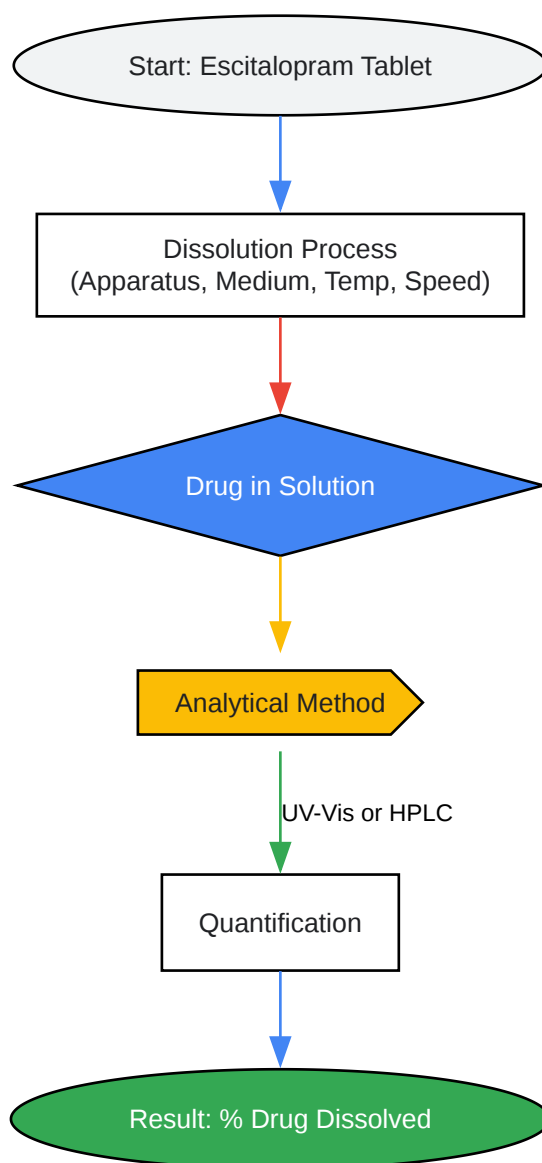 Start: Escitalopram Tablet
Dissolution Process
(Apparatus, Medium, Temp, Speed)
Drug in Solution
Analytical Method
UV-Vis or HPLC
Quantification
Result: % Drug Dissolved